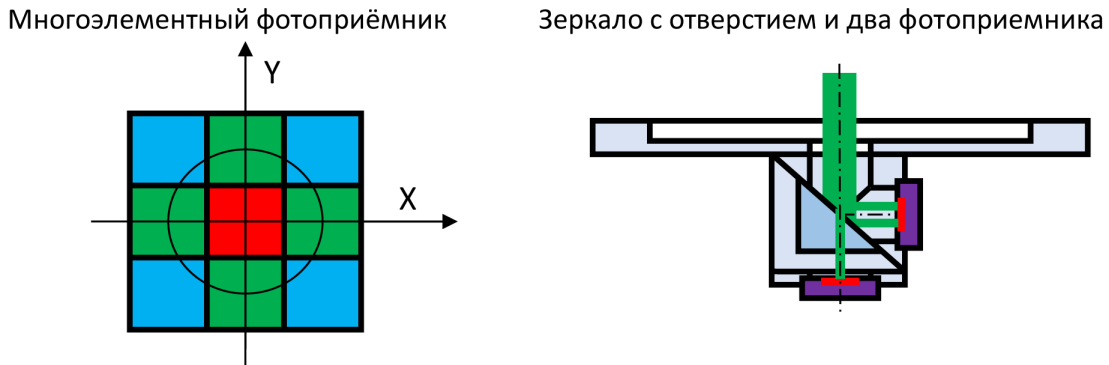 Многоэлементный фотоприёмник
Зеркало с отверстием и два фотоприемника
Y
X